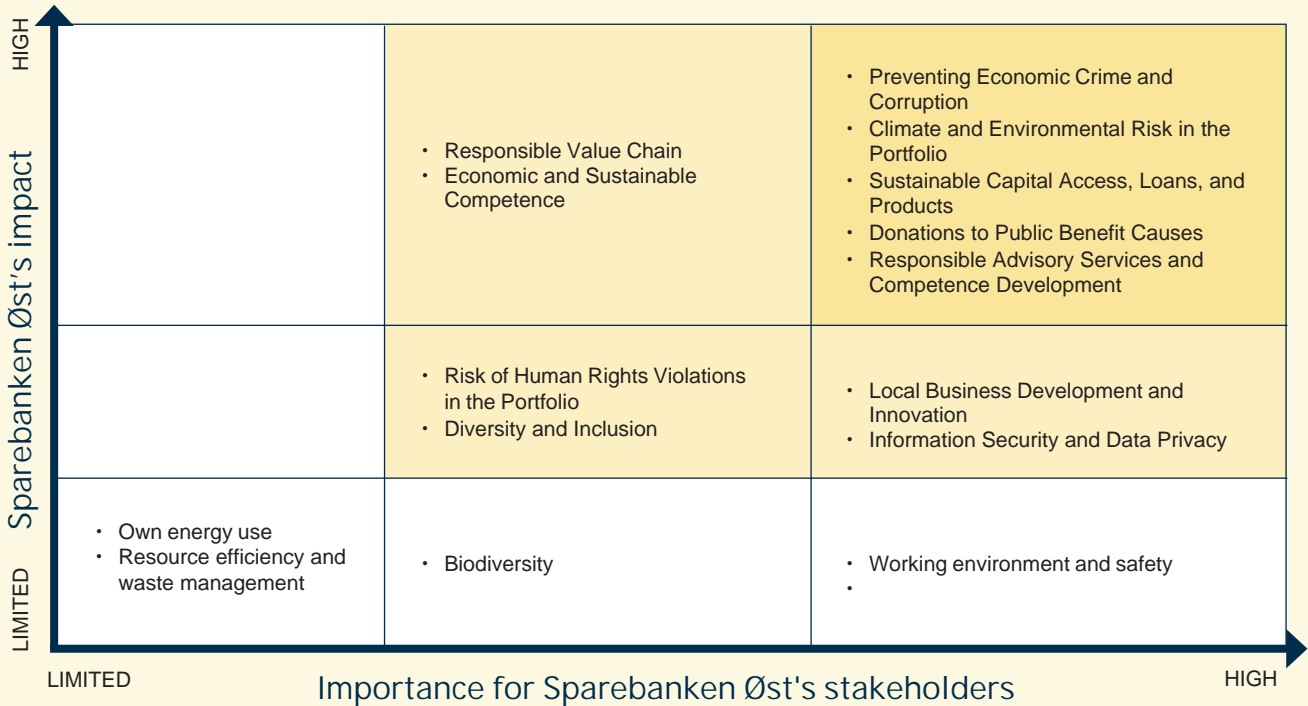 HIGH
Sparebanken Øst's impact
LIMITED
• Responsible Value Chain
• Economic and Sustainable
Competence
• Preventing Economic Crime and
Corruption
• Climate and Environmental Risk in the
Portfolio
• Sustainable Capital Access, Loans, and
Products
• Donations to Public Benefit Causes
• Responsible Advisory Services and
Competence Development
• Risk of Human Rights Violations
in the Portfolio
• Diversity and Inclusion
• Local Business Development and
Innovation
• Information Security and Data Privacy
• Own energy use
• Resource efficiency and
waste management
• Biodiversity
• Working environment and safety
•
LIMITED
Importance for Sparebanken Øst's stakeholders
HIGH